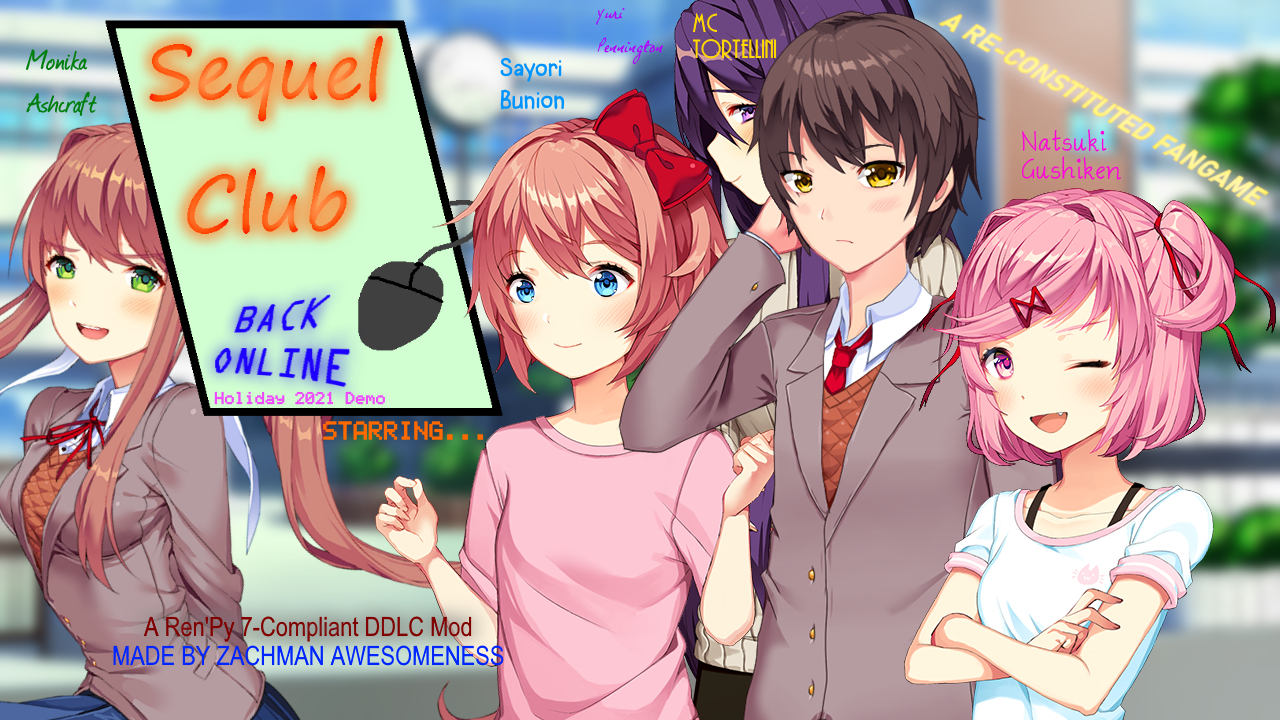 Monika
Ashcraft
Sequel
Club
BACK
ONLINE
Holiday 2021 Demo
STARRING...
Sayori
Bunion
Yuri
Pennington
MC
TORTELLINI
A RE-CONSTITUTED FANGAME
Natsuki
Gushiken
A Ren'Py 7-Compliant DDLC Mod
MADE BY ZACHMAN AWESOMENESS